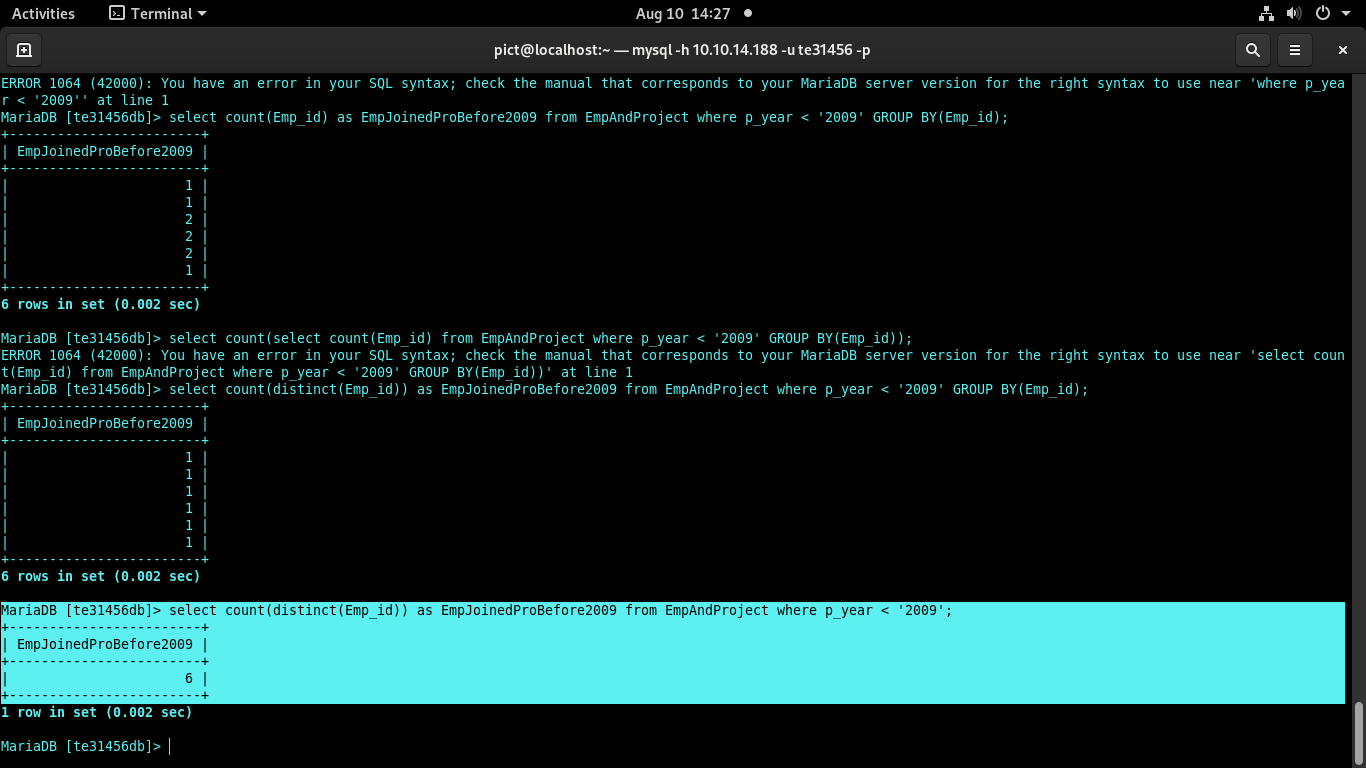 Activities Terminal Aug 10 14:27
pict@localhost:~ — mysql -h 10.10.14.188 -u te31456 -p
ERROR 1064 (42000): You have an error in your SQL syntax; check the manual that corresponds to your MariaDB server version for the right syntax to use near 'where p_yea
r < '2009'' at line 1
MariaDB [te31456db]> select count(Emp_id) as EmpJoinedProBefore2009 from EmpAndProject where p_year < '2009' GROUP BY(Emp_id);
+------------------------+
| EmpJoinedProBefore2009 |
+------------------------+
|                      1 |
|                      1 |
|                      2 |
|                      2 |
|                      2 |
|                      1 |
+------------------------+
6 rows in set (0.002 sec)
MariaDB [te31456db]> select count(select count(Emp_id) from EmpAndProject where p_year < '2009' GROUP BY(Emp_id));
ERROR 1064 (42000): You have an error in your SQL syntax; check the manual that corresponds to your MariaDB server version for the right syntax to use near 'select coun
t(Emp_id) from EmpAndProject where p_year < '2009' GROUP BY(Emp_id))' at line 1
MariaDB [te31456db]> select count(distinct(Emp_id)) as EmpJoinedProBefore2009 from EmpAndProject where p_year < '2009' GROUP BY(Emp_id);
+------------------------+
| EmpJoinedProBefore2009 |
+------------------------+
|                      1 |
|                      1 |
|                      1 |
|                      1 |
|                      1 |
|                      1 |
+------------------------+
6 rows in set (0.002 sec)
MariaDB [te31456db]> select count(distinct(Emp_id)) as EmpJoinedProBefore2009 from EmpAndProject where p_year < '2009';
+------------------------+
| EmpJoinedProBefore2009 |
+------------------------+
|                      6 |
+------------------------+
1 row in set (0.002 sec)
MariaDB [te31456db]>